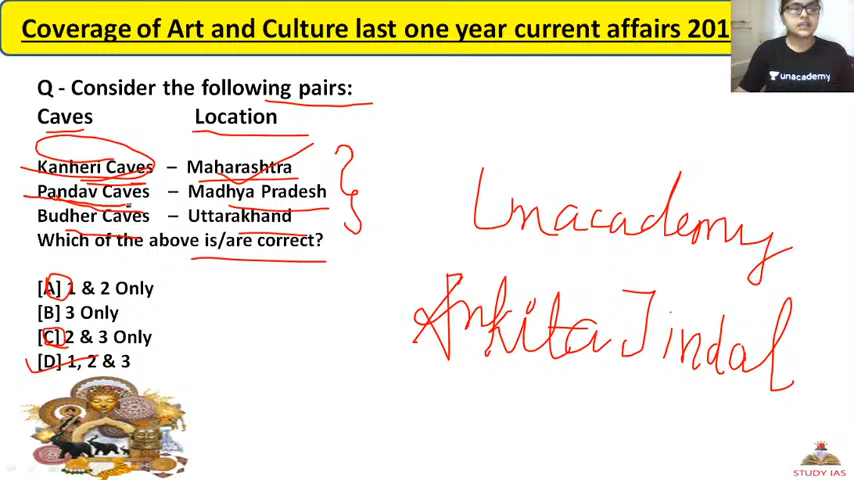 Coverage of Art and Culture last one year current affairs 201
unacademy
Q - Consider the following pairs:
Caves Location
Kanheri Caves – Maharashtra
Pandav Caves – Madhya Pradesh
Budher Caves – Uttarakhand
Which of the above is/are correct?
[A] 1 & 2 Only
[B] 3 Only
[C] 2 & 3 Only
[D] 1, 2 & 3
Unacademy
Ankita Jindal
STUDY IAS